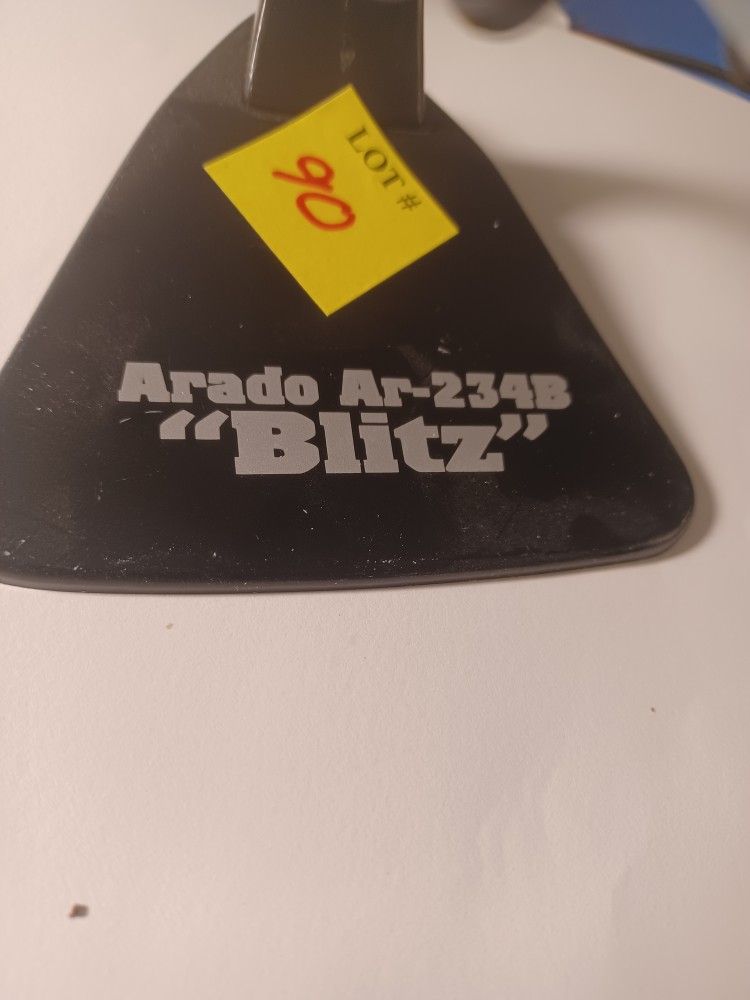 LOT #
90
Arado Ar-234B
“Blitz”